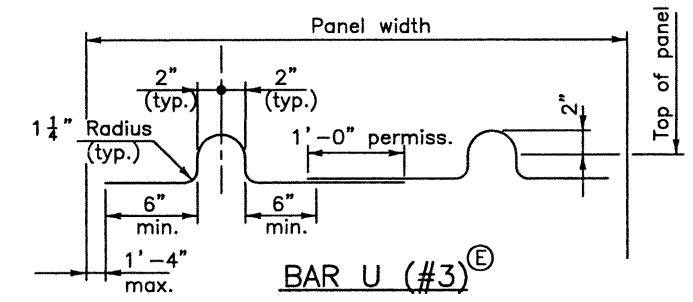 Panel width
Top of panel
2" 2"
(typ.) (typ.)
2"
1 1/4" Radius
(typ.)
1'-0" permiss.
6" 6"
min. min.
1'-4"
max.
BAR U (#3) E